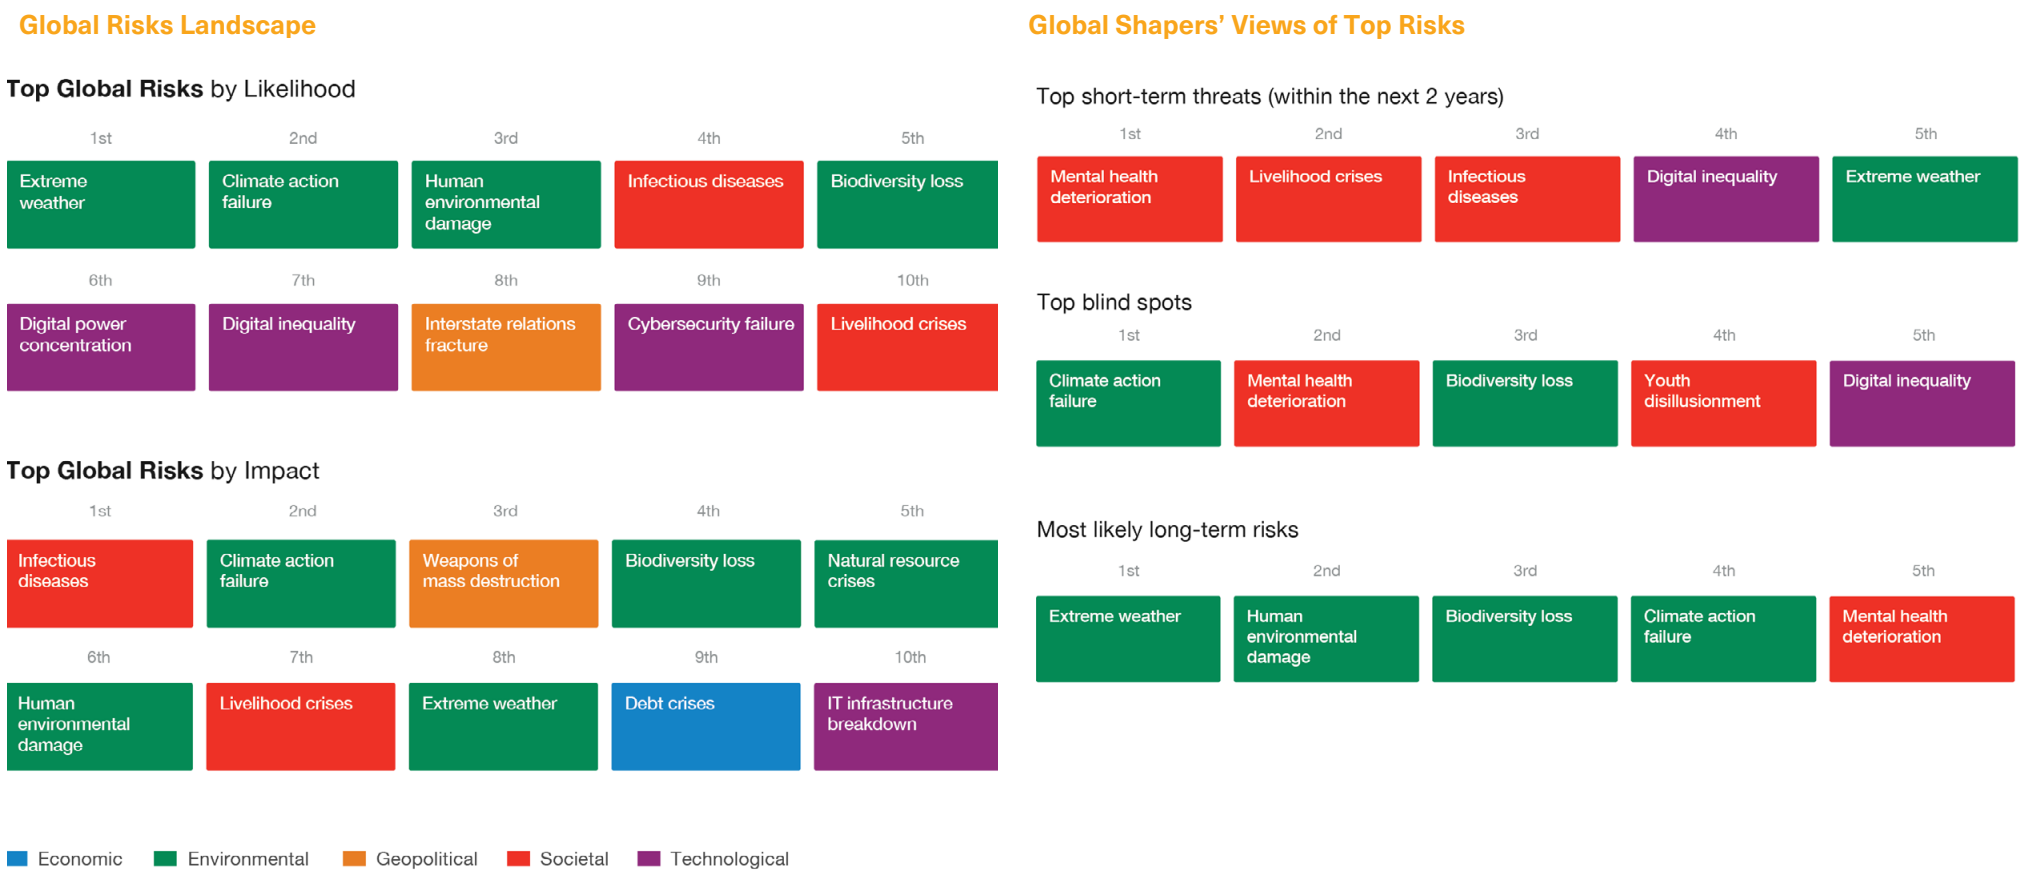 Global Risks Landscape
Top Global Risks by Likelihood
1st
2nd
3rd
4th
5th
Extreme
weather
Climate action
failure
Human
environmental
damage
Infectious diseases
Biodiversity loss
6th
7th
8th
9th
10th
Digital power
concentration
Digital inequality
Interstate relations
fracture
Cybersecurity failure
Livelihood crises
Top Global Risks by Impact
1st
2nd
3rd
4th
5th
Infectious
diseases
Climate action
failure
Weapons of
mass destruction
Biodiversity loss
Natural resource
crises
6th
7th
8th
9th
10th
Human
environmental
damage
Livelihood crises
Extreme weather
Debt crises
IT infrastructure
breakdown
Economic
Environmental
Geopolitical
Societal
Technological
Global Shapers’ Views of Top Risks
Top short-term threats (within the next 2 years)
1st
2nd
3rd
4th
5th
Mental health
deterioration
Livelihood crises
Infectious
diseases
Digital inequality
Extreme weather
Top blind spots
1st
2nd
3rd
4th
5th
Climate action
failure
Mental health
deterioration
Biodiversity loss
Youth
disillusionment
Digital inequality
Most likely long-term risks
1st
2nd
3rd
4th
5th
Extreme weather
Human
environmental
damage
Biodiversity loss
Climate action
failure
Mental health
deterioration